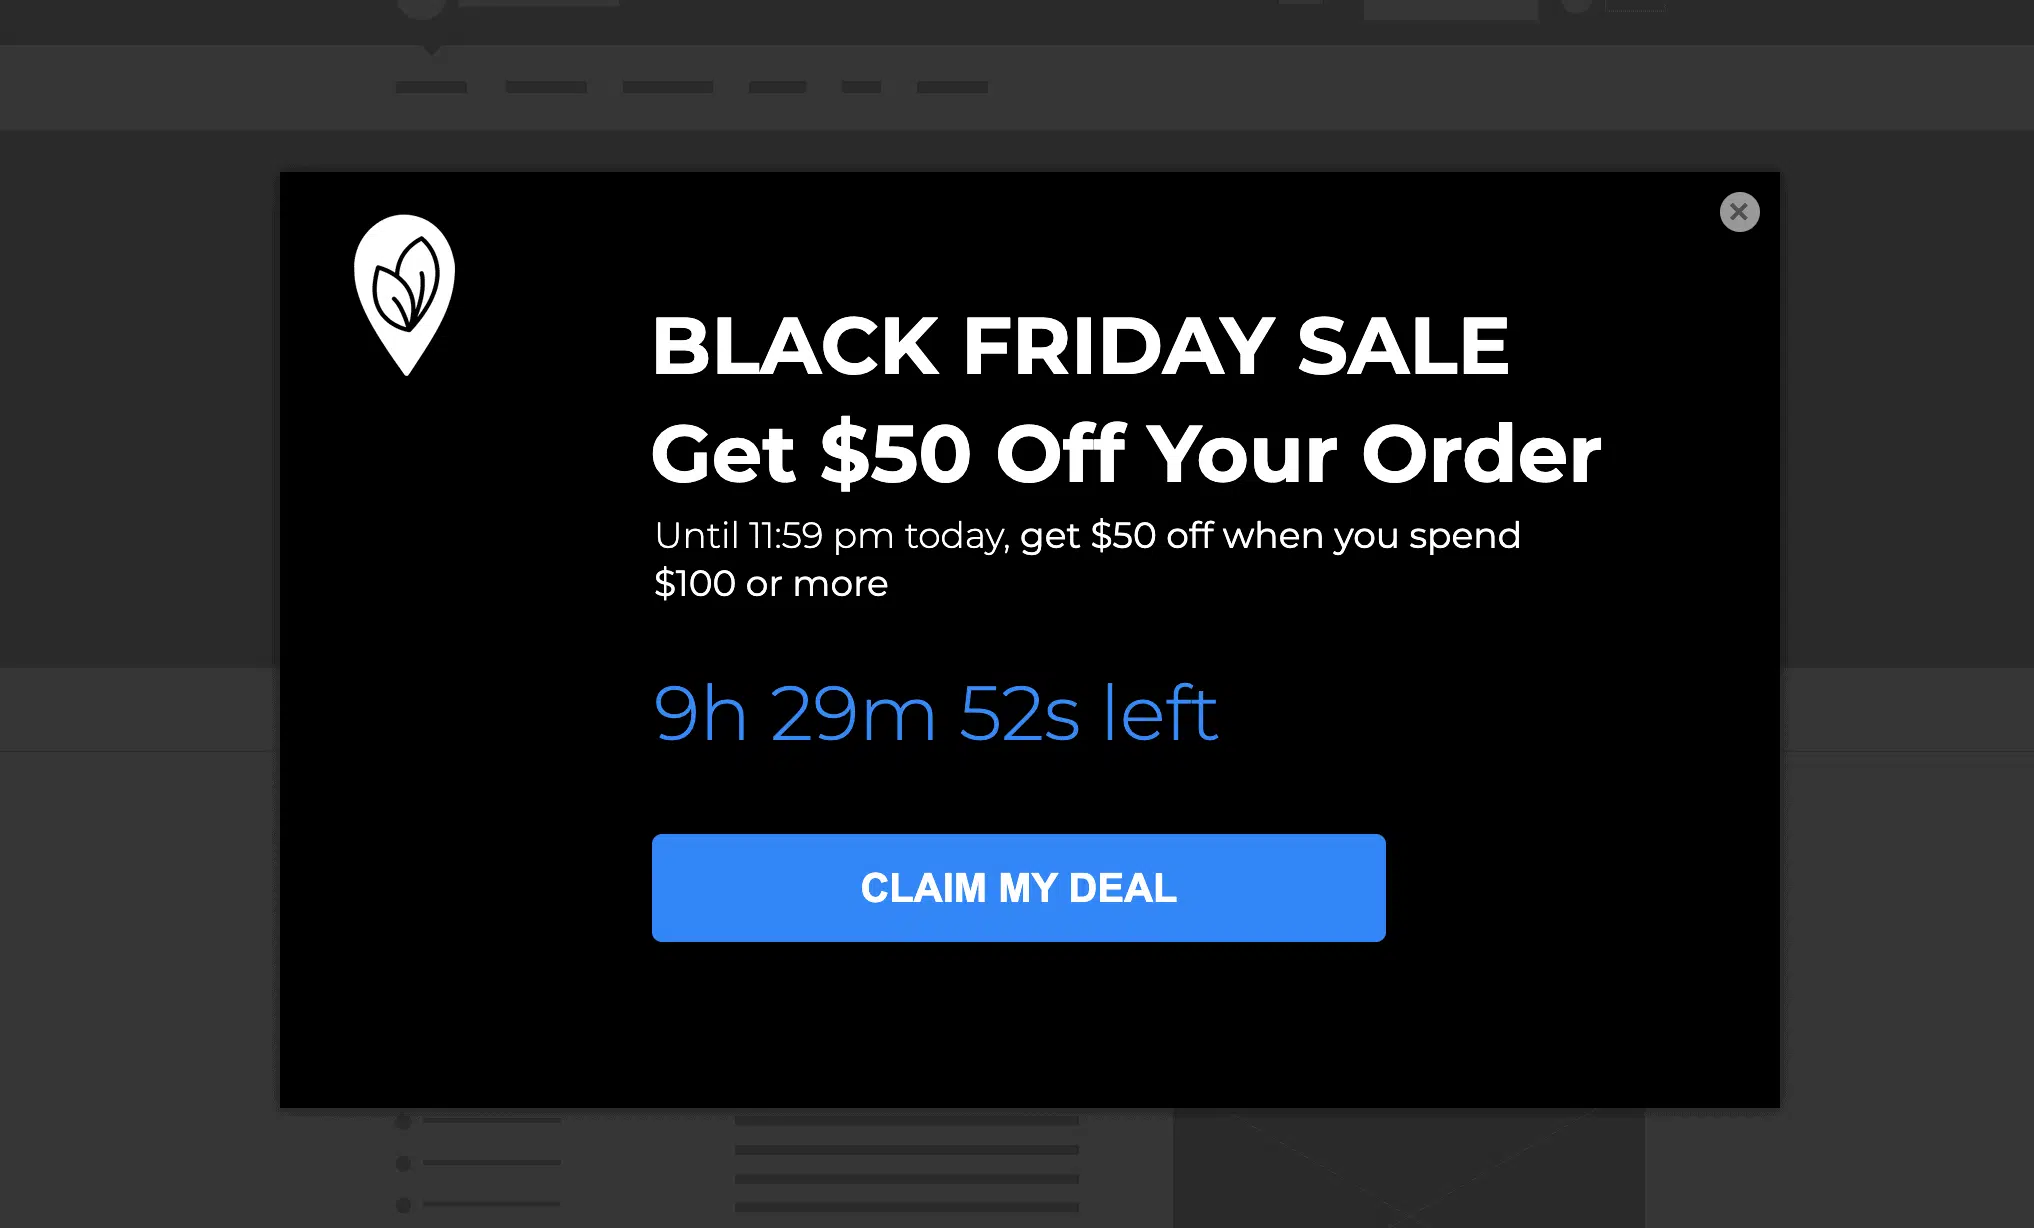 BLACK FRIDAY SALE
Get $50 Off Your Order
Until 11:59 pm today, get $50 off when you spend
$100 or more
9h 29m 52s left
CLAIM MY DEAL